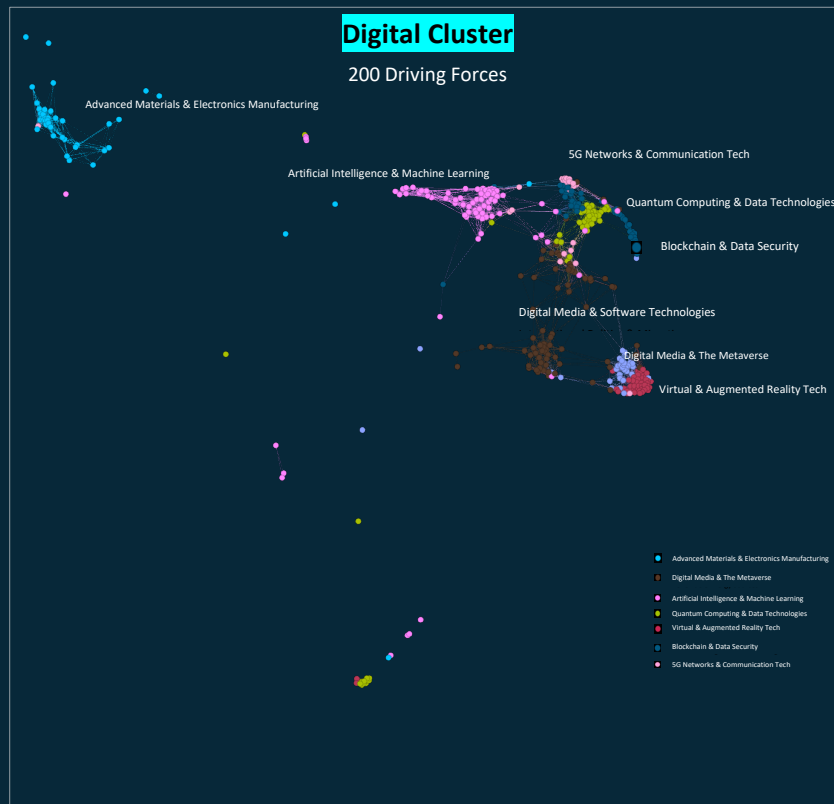 Digital Cluster
200 Driving Forces
Advanced Materials & Electronics Manufacturing
5G Networks & Communication Tech
Artificial Intelligence & Machine Learning
Quantum Computing & Data Technologies
Blockchain & Data Security
Digital Media & Software Technologies
Digital Media & The Metaverse
Virtual & Augmented Reality Tech
Advanced Materials & Electronics Manufacturing
Digital Media & The Metaverse
Artificial Intelligence & Machine Learning
Quantum Computing & Data Technologies
Virtual & Augmented Reality Tech
Blockchain & Data Security
5G Networks & Communication Tech